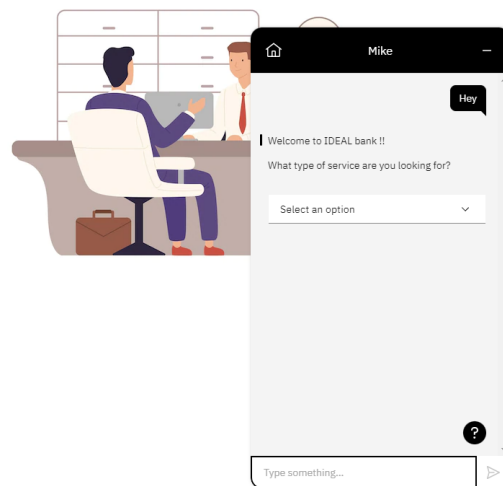 Mike
Hey
Welcome to IDEAL bank !!
What type of service are you looking for?
Select an option
?
Type something...